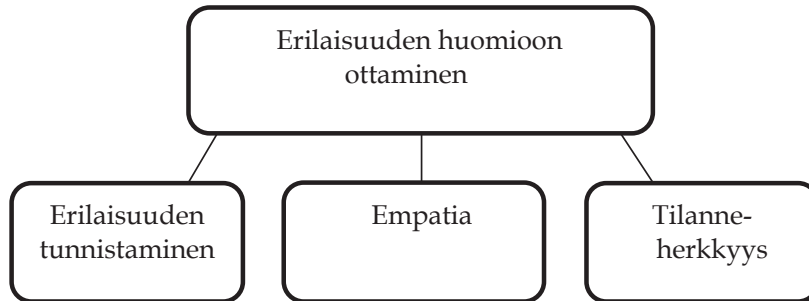 Erilaisuuden huomioon
ottaminen
Erilaisuuden
tunnistaminen
Empatia
Tilanne-
herkkyys